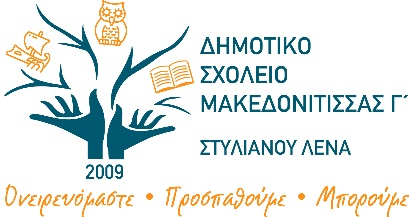 ΔΗΜΟΤΙΚΟ
ΣΧΟΛΕΙΟ
ΜΑΚΕΔΟΝΙΤΙΣΣΑΣ Γ΄
ΣΤΥΛΙΑΝΟΥ ΛΕΝΑ
2009
Ονειρευόμαστε • Προσπαθούμε • Μπορούμε